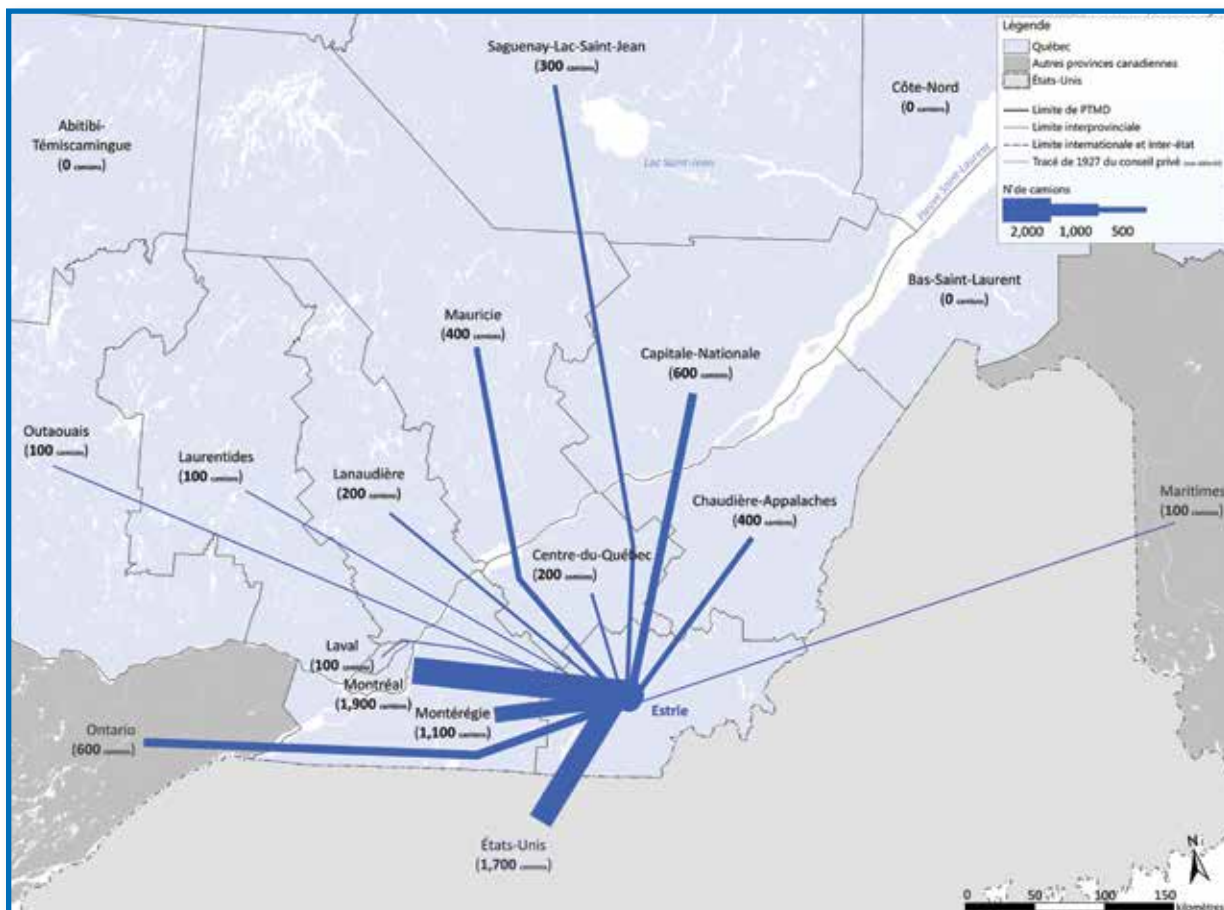 Saguenay-Lac-Saint-Jean
(300 camions)
Côte-Nord
(0 camions)
Abitibi-
Témiscamingue
(0 camions)
Lac Saint-Jean
Fleuve Saint-Laurent
Légende
Québec
Autres provinces canadiennes
États-Unis
Limite de PTMD
Limite interprovinciale
Limite internationale et Inter-état
Tracé de 1927 du conseil privé
N'de camions
2,000 1,000 500
Bas-Saint-Laurent
(0 camions)
Mauricie
(400 camions)
Capitale-Nationale
(600 camions)
Outaouais
(100 camions)
Laurentides
(100 camions)
Lanaudière
(200 camions)
Chaudière-Appalaches
(400 camions)
Maritimes
(100 camions)
Centre-du-Québec
(200 camions)
Laval
(100 camions)
Montréal
(1,900 camions)
Montérégie
(1,100 camions)
Estrie
Ontario
(600 camions)
États-Unis
(1,700 camions)
N
0 50 100 150
kilomètres